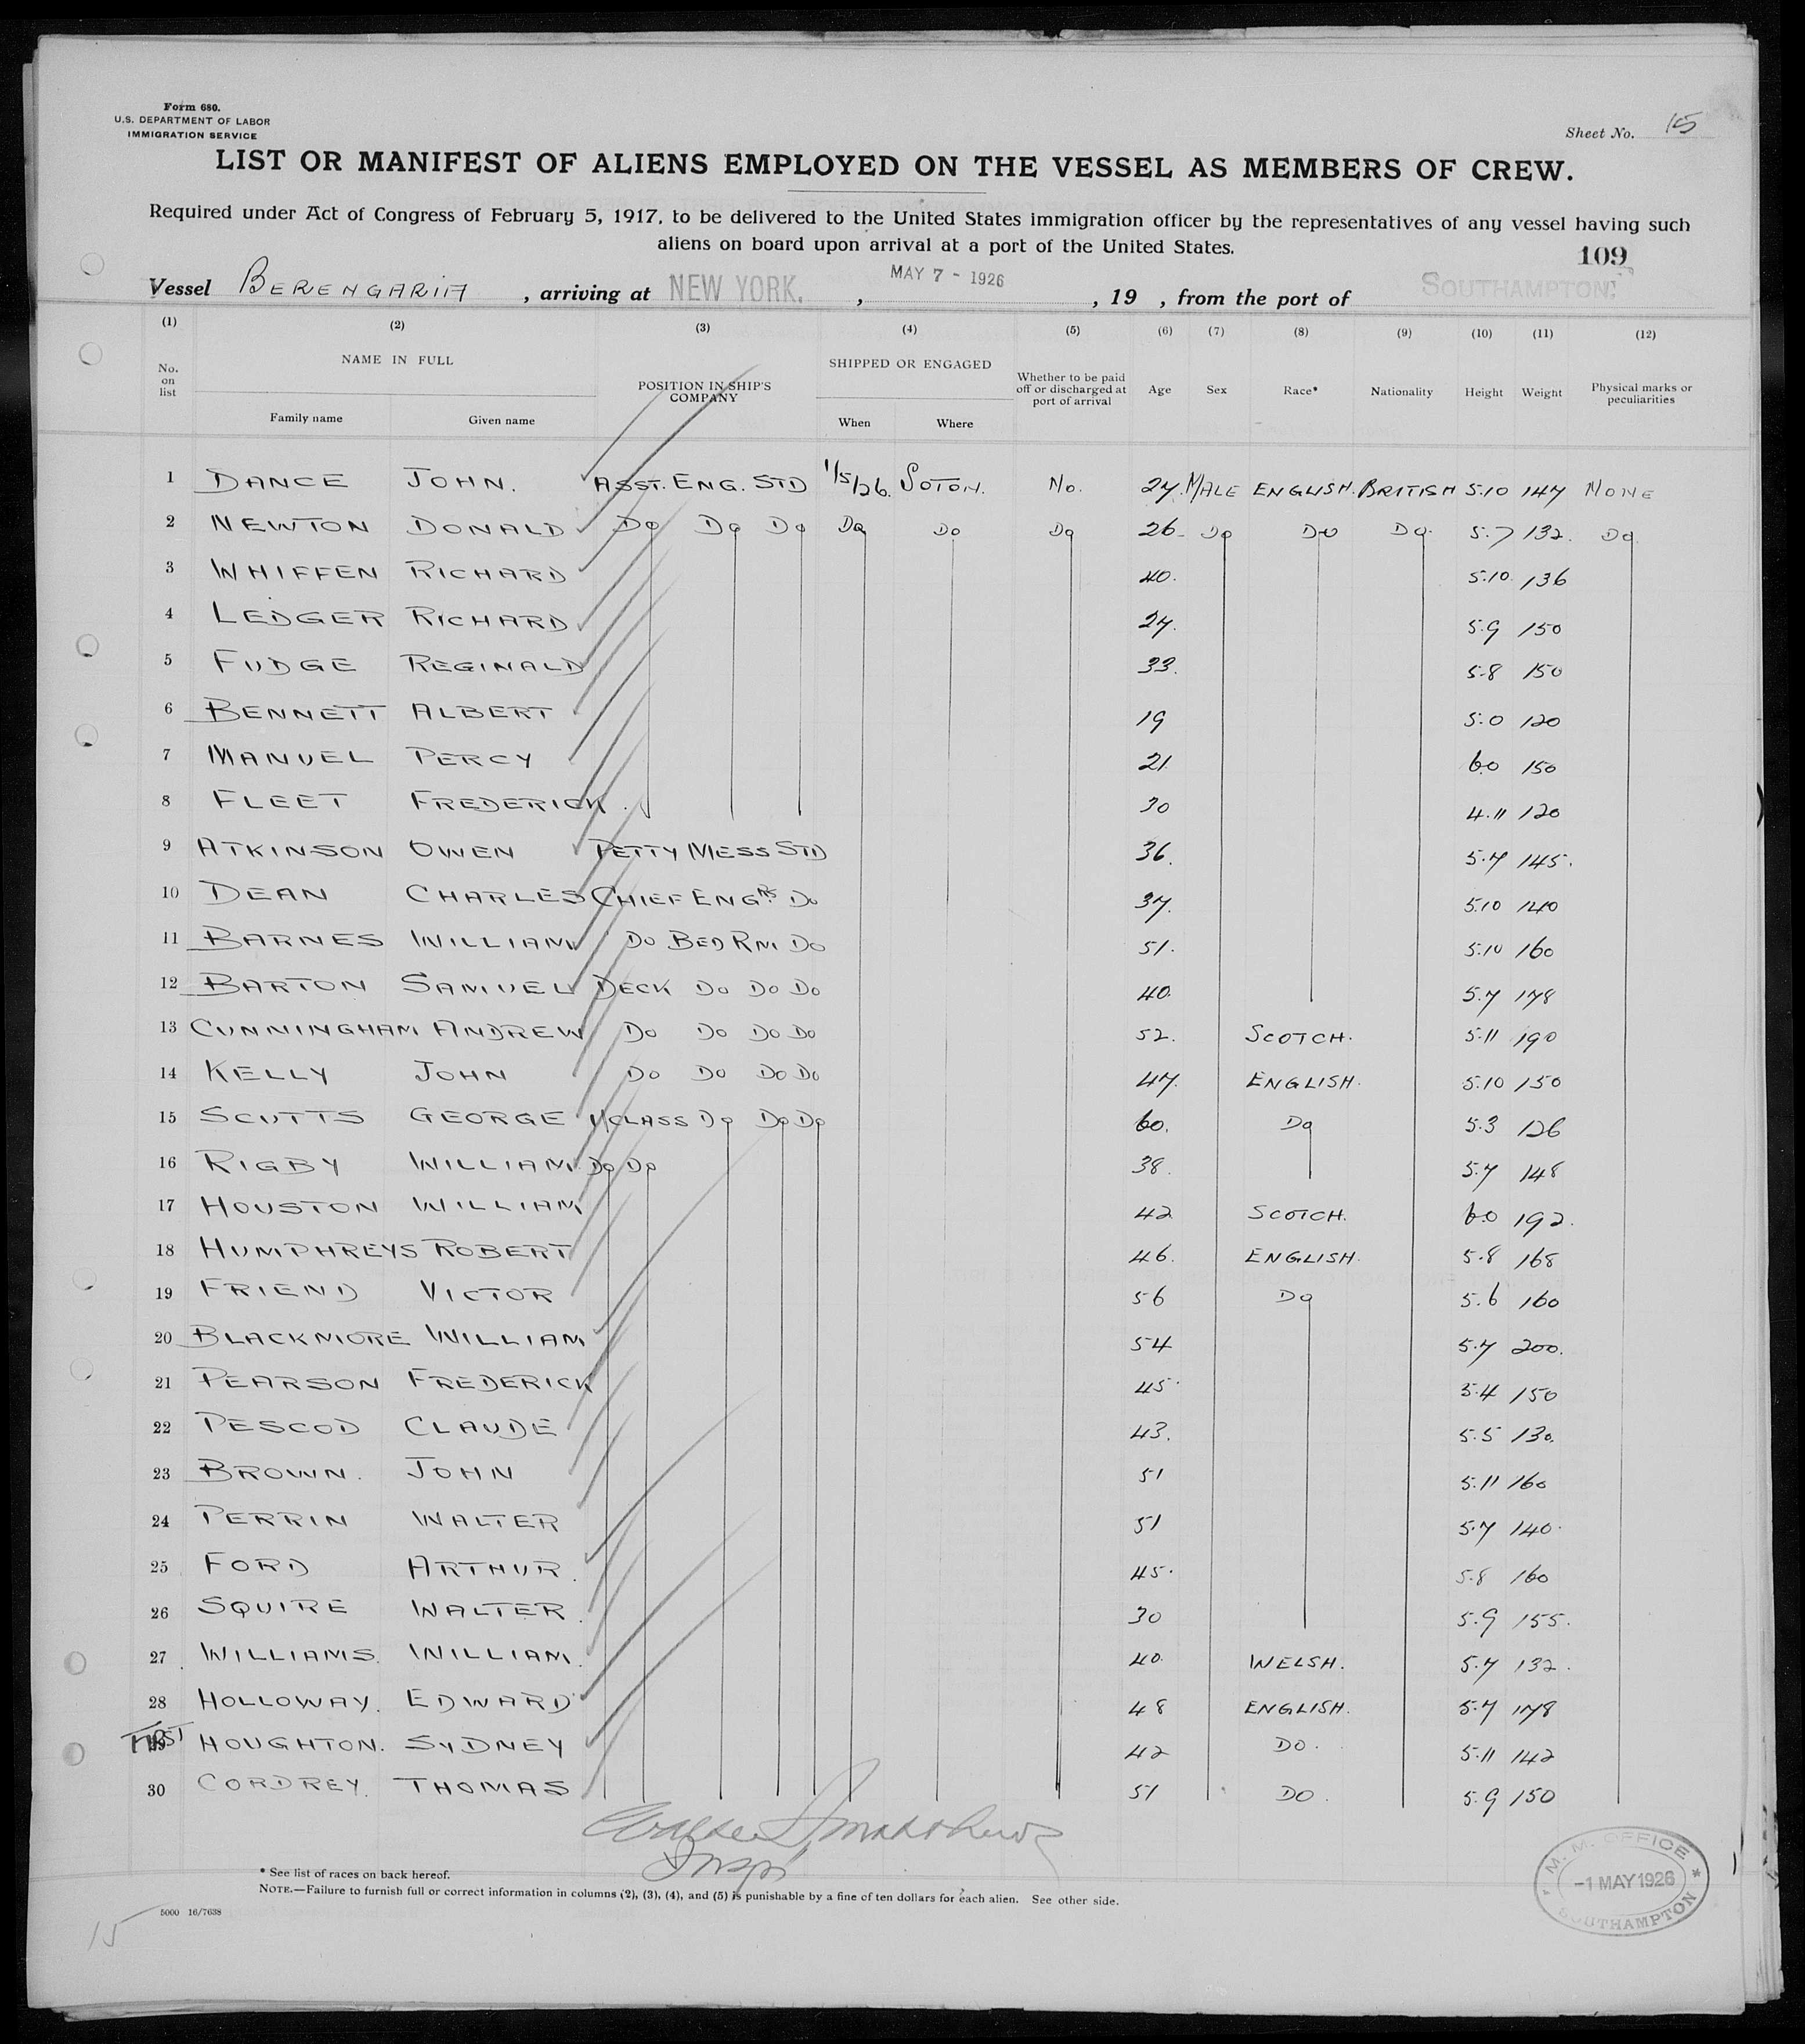 Form 680.
U.S. DEPARTMENT OF LABOR
IMMIGRATION SERVICE
Sheet No. 15
LIST OR MANIFEST OF ALIENS EMPLOYED ON THE VESSEL AS MEMBERS OF CREW.
Required under Act of Congress of February 5, 1917, to be delivered to the United States immigration officer by the representatives of any vessel having such
aliens on board upon arrival at a port of the United States.
109
Vessel BERENGARIA , arriving at NEW YORK. , MAY 7 - 1926 , 19 , from the port of SOUTHAMPTON.
(1) (2) (3) (4) (5) (6) (7) (8) (9) (10) (11) (12)
No. on list NAME IN FULL Family name Given name POSITION IN SHIP'S COMPANY SHIPPED OR ENGAGED When Where Whether to be paid off or discharged at port of arrival Age Sex Race* Nationality Height Weight Physical marks or peculiarities
1 DANCE JOHN. ASST. ENG. STD 1/5/26. SOTON. No. 27. MALE ENGLISH. BRITISH 5.10 147 NONE
2 NEWTON DONALD Do Do Do Do Do Do 26 Do Do Do. 5.7 132. Do
3 WHIFFEN RICHARD 40. 5.10. 136
4 LEDGER RICHARD 27. 5.9 150
5 FUDGE REGINALD 33. 5.8 150
6 BENNETT ALBERT 19 5.0 120
7 MANUEL PERCY 21 6.0 150
8 FLEET FREDERICK 30 4.11 120
9 ATKINSON OWEN PETTY MESS STD 36. 5.7 145.
10 DEAN CHARLES CHIEF ENGRS Do 37. 5.10 140
11 BARNES WILLIAM Do BED RM Do 51. 5.10 160
12 BARTON SAMUEL DECK Do Do Do 40. 5.7 178
13 CUNNINGHAM ANDREW Do Do Do Do 52. SCOTCH. 5.11 190
14 KELLY JOHN Do Do Do Do 47. ENGLISH. 5.10 150
15 SCUTTS GEORGE 1/CLASS Do Do Do 60. Do 5.3 126
16 RIGBY WILLIAM Do Do 38. 5.7 148
17 HOUSTON WILLIAM 42 SCOTCH. 6.0 192.
18 HUMPHREYS ROBERT 46. ENGLISH. 5.8 168
19 FRIEND VICTOR 56 Do 5.6 160
20 BLACKMORE WILLIAM 54 5.7 200.
21 PEARSON FREDERICK 45. 5.4 150
22 PESCOD CLAUDE 43. 5.5 130.
23 BROWN. JOHN 51 5.11 160
24 PERRIN WALTER 51 5.7 140.
25 FORD ARTHUR. 45. 5.8 160
26 SQUIRE WALTER. 30 5.9 155.
27 WILLIAMS. WILLIAM. 40. WELSH. 5.7 132.
28 HOLLOWAY. EDWARD 48 ENGLISH. 5.7 178
29 HOUGHTON. SYDNEY 42 DO. 5.11 142
30 CORDREY. THOMAS 51 DO. 5.9 150
* See list of races on back hereof.
NOTE.—Failure to furnish full or correct information in columns (2), (3), (4), and (5) is punishable by a fine of ten dollars for each alien. See other side.
5000 16/7638
15
M. M. OFFICE
-1 MAY 1926
SOUTHAMPTON